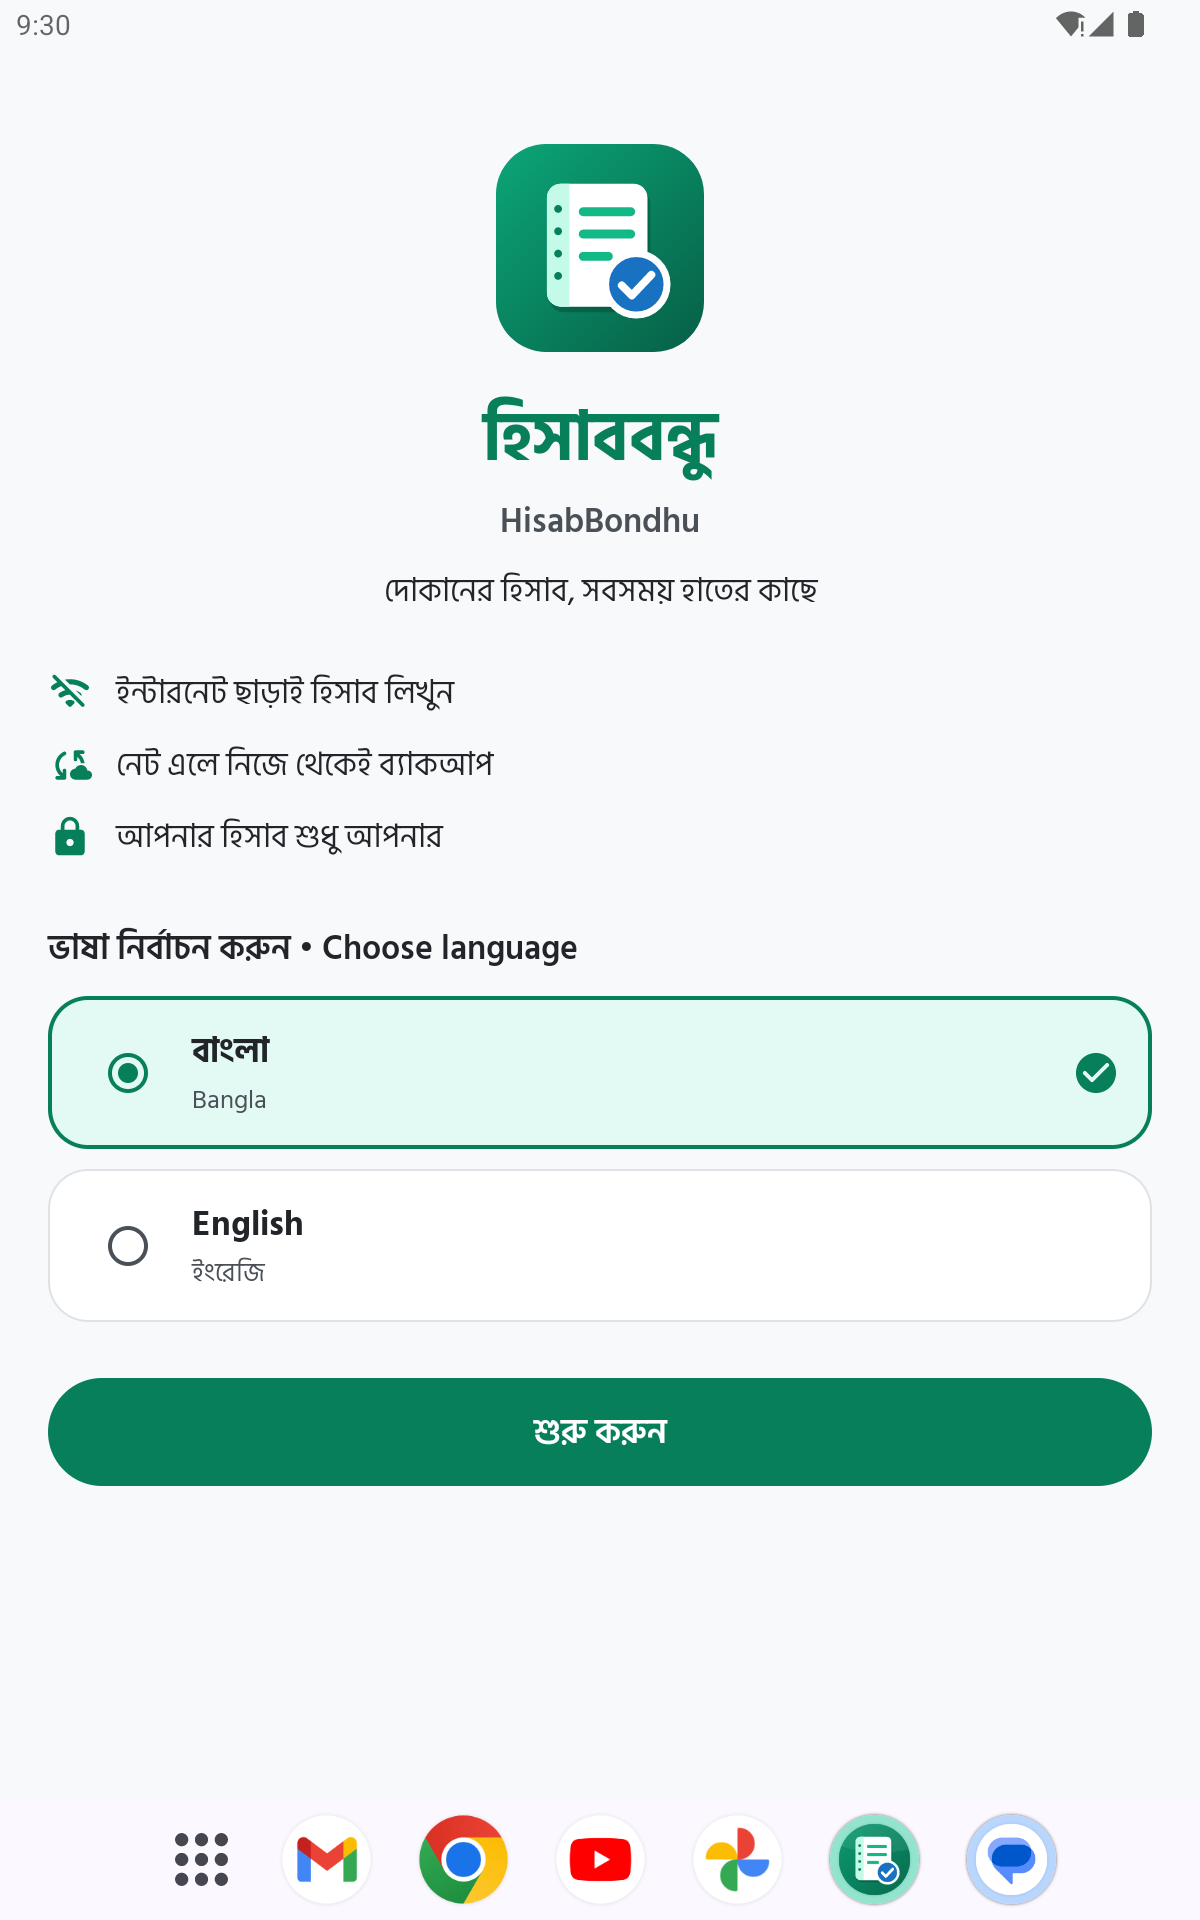 9:30
হিসাববন্ধু
HisabBondhu
দোকানের হিসাব, সবসময় হাতের কাছে
ইন্টারনেট ছাড়াই হিসাব লিখুন
নেট এলে নিজে থেকেই ব্যাকআপ
আপনার হিসাব শুধু আপনার
ভাষা নির্বাচন করুন • Choose language
বাংলা
Bangla
English
ইংরেজি
শুরু করুন